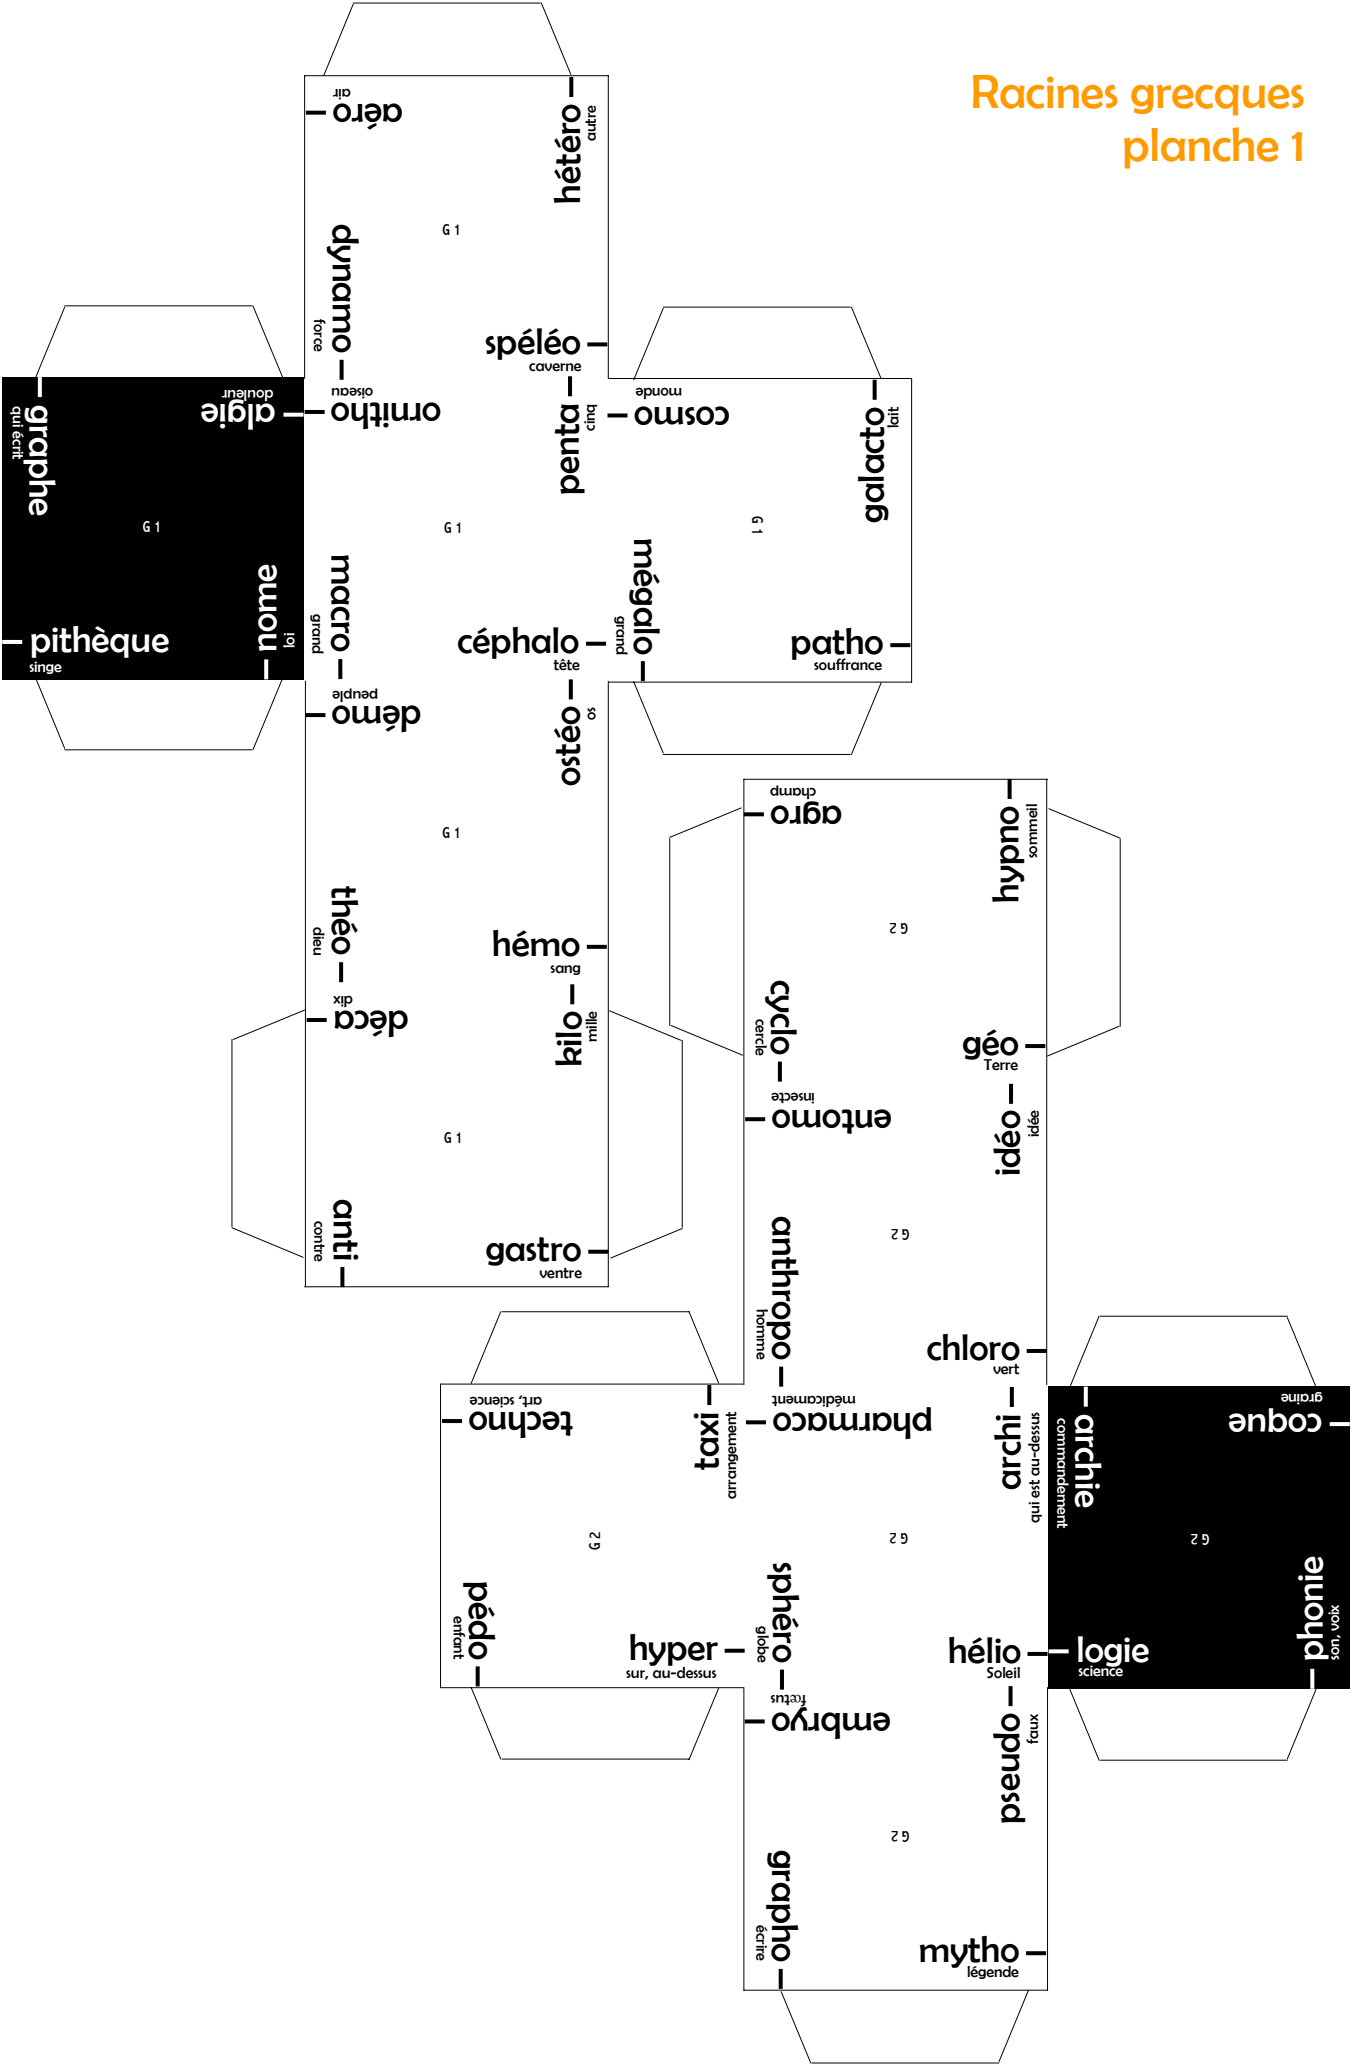 Racines grecques
planche 1
aéro
air
hétéro
autre
G 1
dynamo
force
spéléo
caverne
graphe
qui écrit
algie
douleur
G 1
pithèque
singe
nome
loi
ornitho
oiseau
penta
cinq
G 1
macro
grand
céphalo
tête
cosmo
monde
galacto
lait
G 1
mégalo
grand
patho
souffrance
démo
peuple
ostéo
os
G 1
théo
dieu
hémo
sang
déca
dix
kilo
mille
G 1
anti
contre
gastro
ventre
agro
champ
hypno
sommeil
G 2
cyclo
cercle
géo
Terre
entomo
insecte
idéo
idée
G 2
anthropo
homme
chloro
vert
techno
art, science
taxi
arrangement
G 2
pédo
enfant
hyper
sur, au-dessus
pharmaco
médicament
archi
qui est au-dessus
G 2
sphéro
globe
hélio
Soleil
archie
commandement
coque
graine
G 2
logie
science
phonie
son, voix
embryo
fœtus
pseudo
faux
G 2
grapho
écrire
mytho
légende